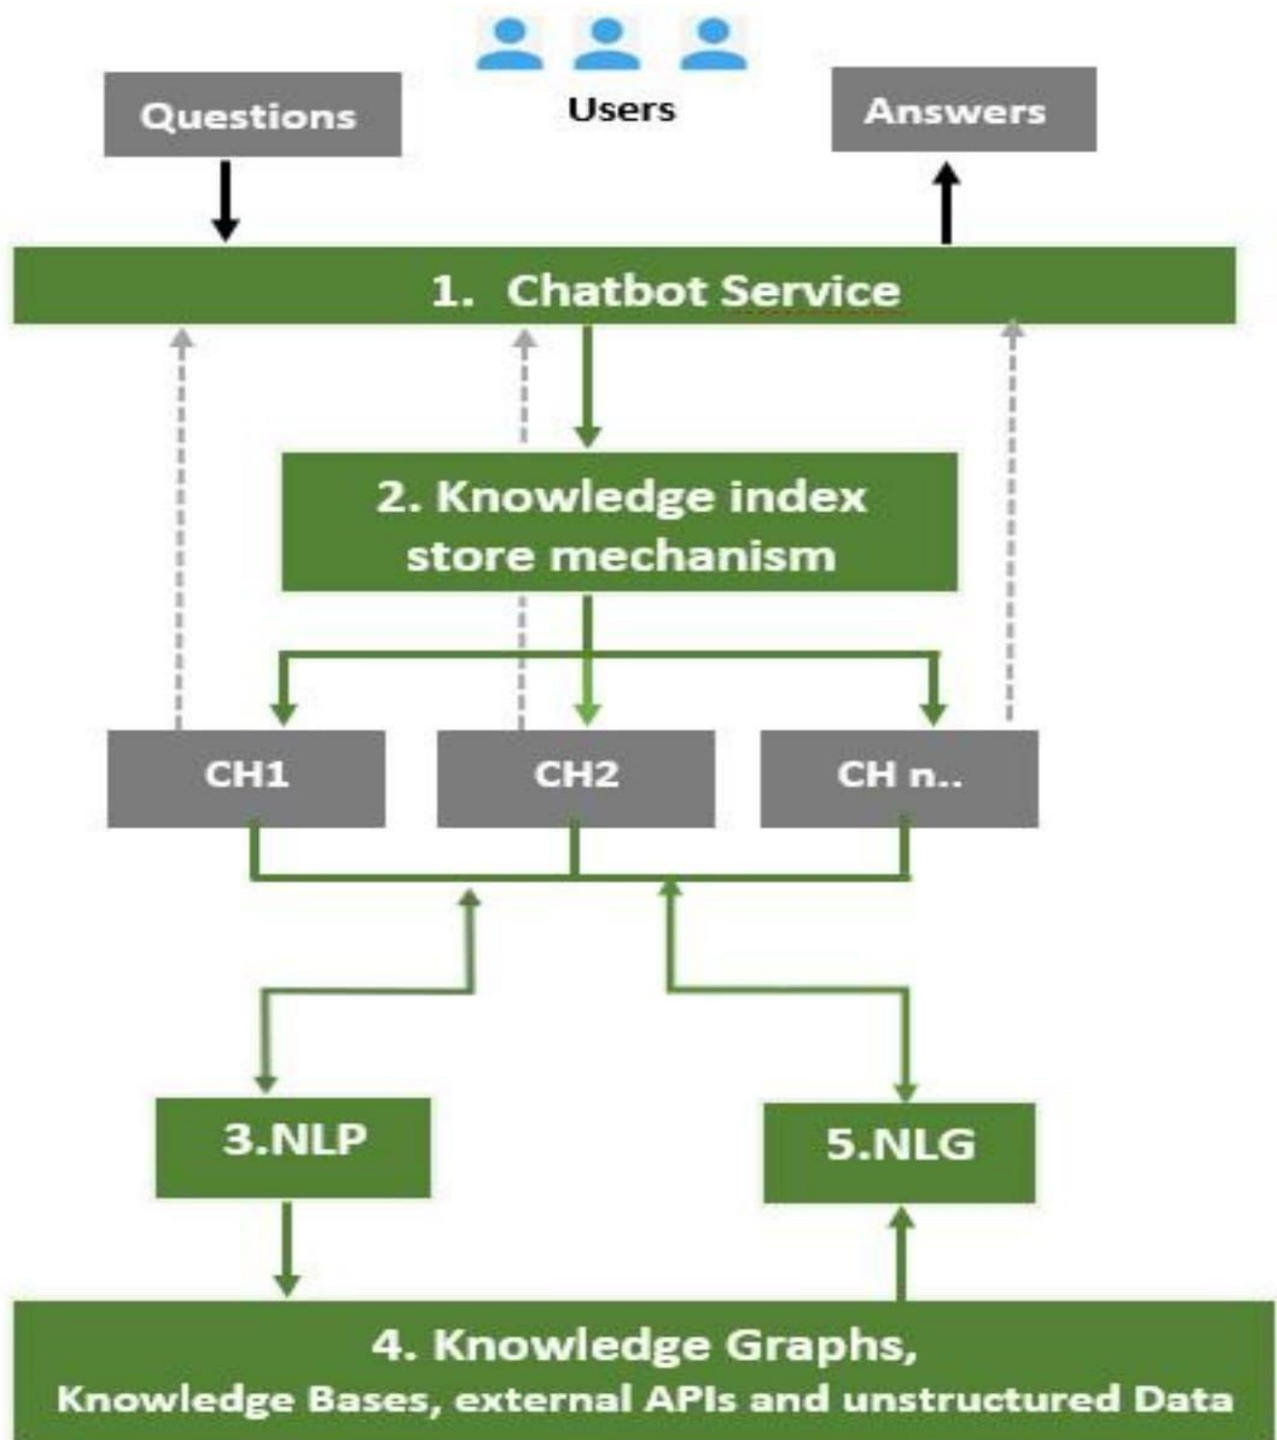 Users
Questions
Answers
1. Chatbot Service
2. Knowledge index
store mechanism
CH1
CH2
CH n..
3.NLP
5.NLG
4. Knowledge Graphs,
Knowledge Bases, external APIs and unstructured Data